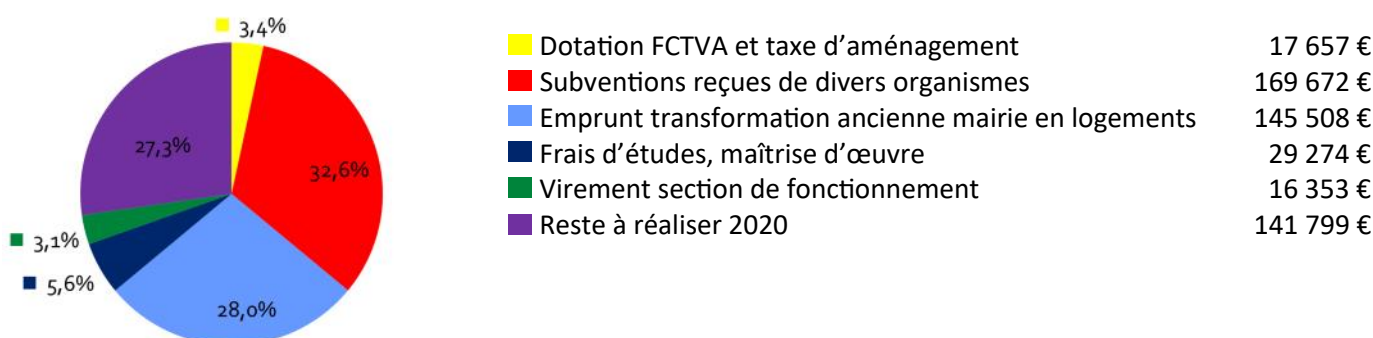 3,4%
32,6%
28,0%
5,6%
3,1%
27,3%
Dotation FCTVA et taxe d’aménagement 17 657 €
Subventions reçues de divers organismes 169 672 €
Emprunt transformation ancienne mairie en logements 145 508 €
Frais d’études, maîtrise d’œuvre 29 274 €
Virement section de fonctionnement 16 353 €
Reste à réaliser 2020 141 799 €